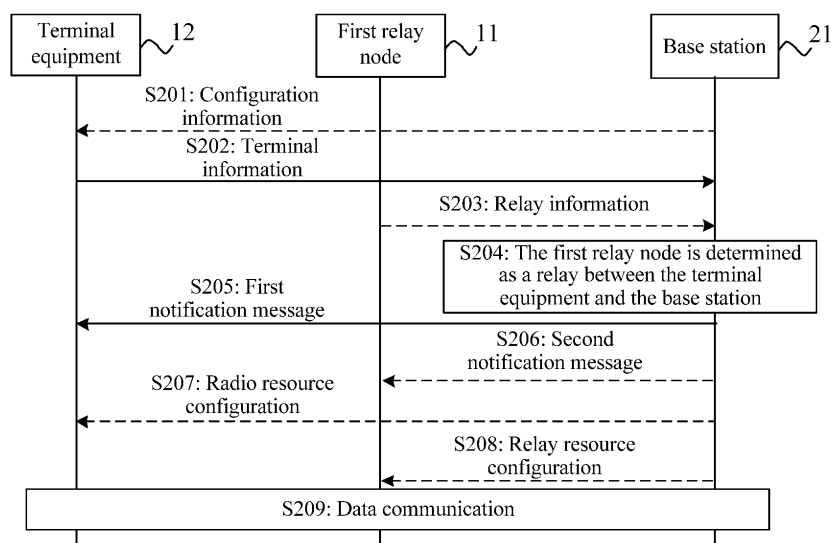 Terminal
equipment
12
First relay
node
11
Base station
21
S201: Configuration
information
S202: Terminal
information
S203: Relay information
S204: The first relay node is determined
as a relay between the terminal
equipment and the base station
S205: First
notification message
S206: Second
notification message
S207: Radio resource
configuration
S208: Relay resource
configuration
S209: Data communication